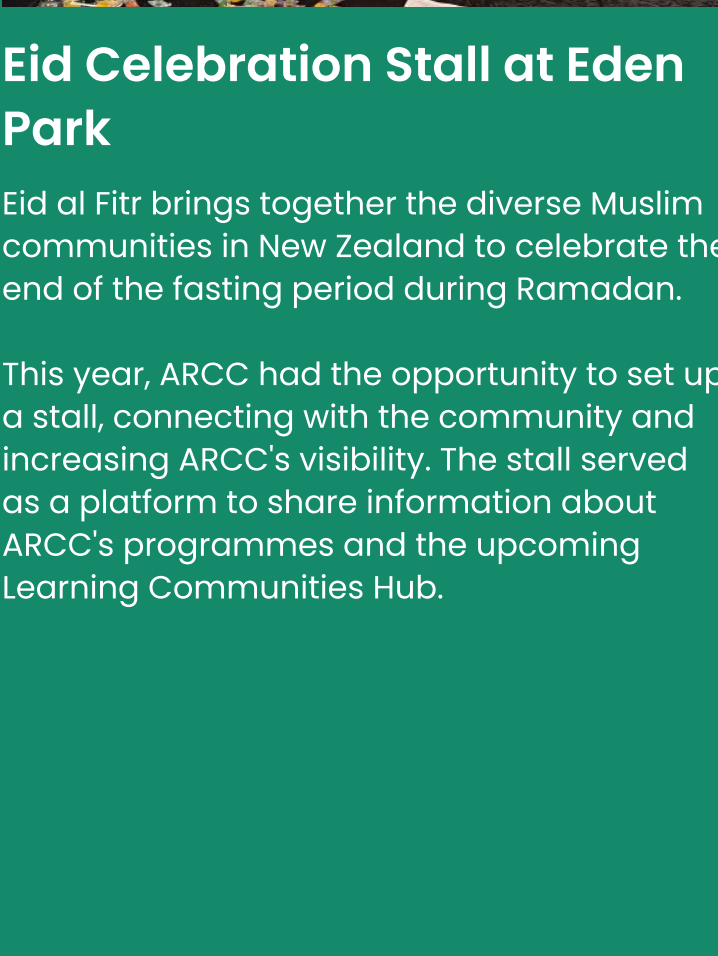 Eid Celebration Stall at Eden
Park
Eid al Fitr brings together the diverse Muslim
communities in New Zealand to celebrate the
end of the fasting period during Ramadan.
This year, ARCC had the opportunity to set up
a stall, connecting with the community and
increasing ARCC's visibility. The stall served
as a platform to share information about
ARCC's programmes and the upcoming
Learning Communities Hub.